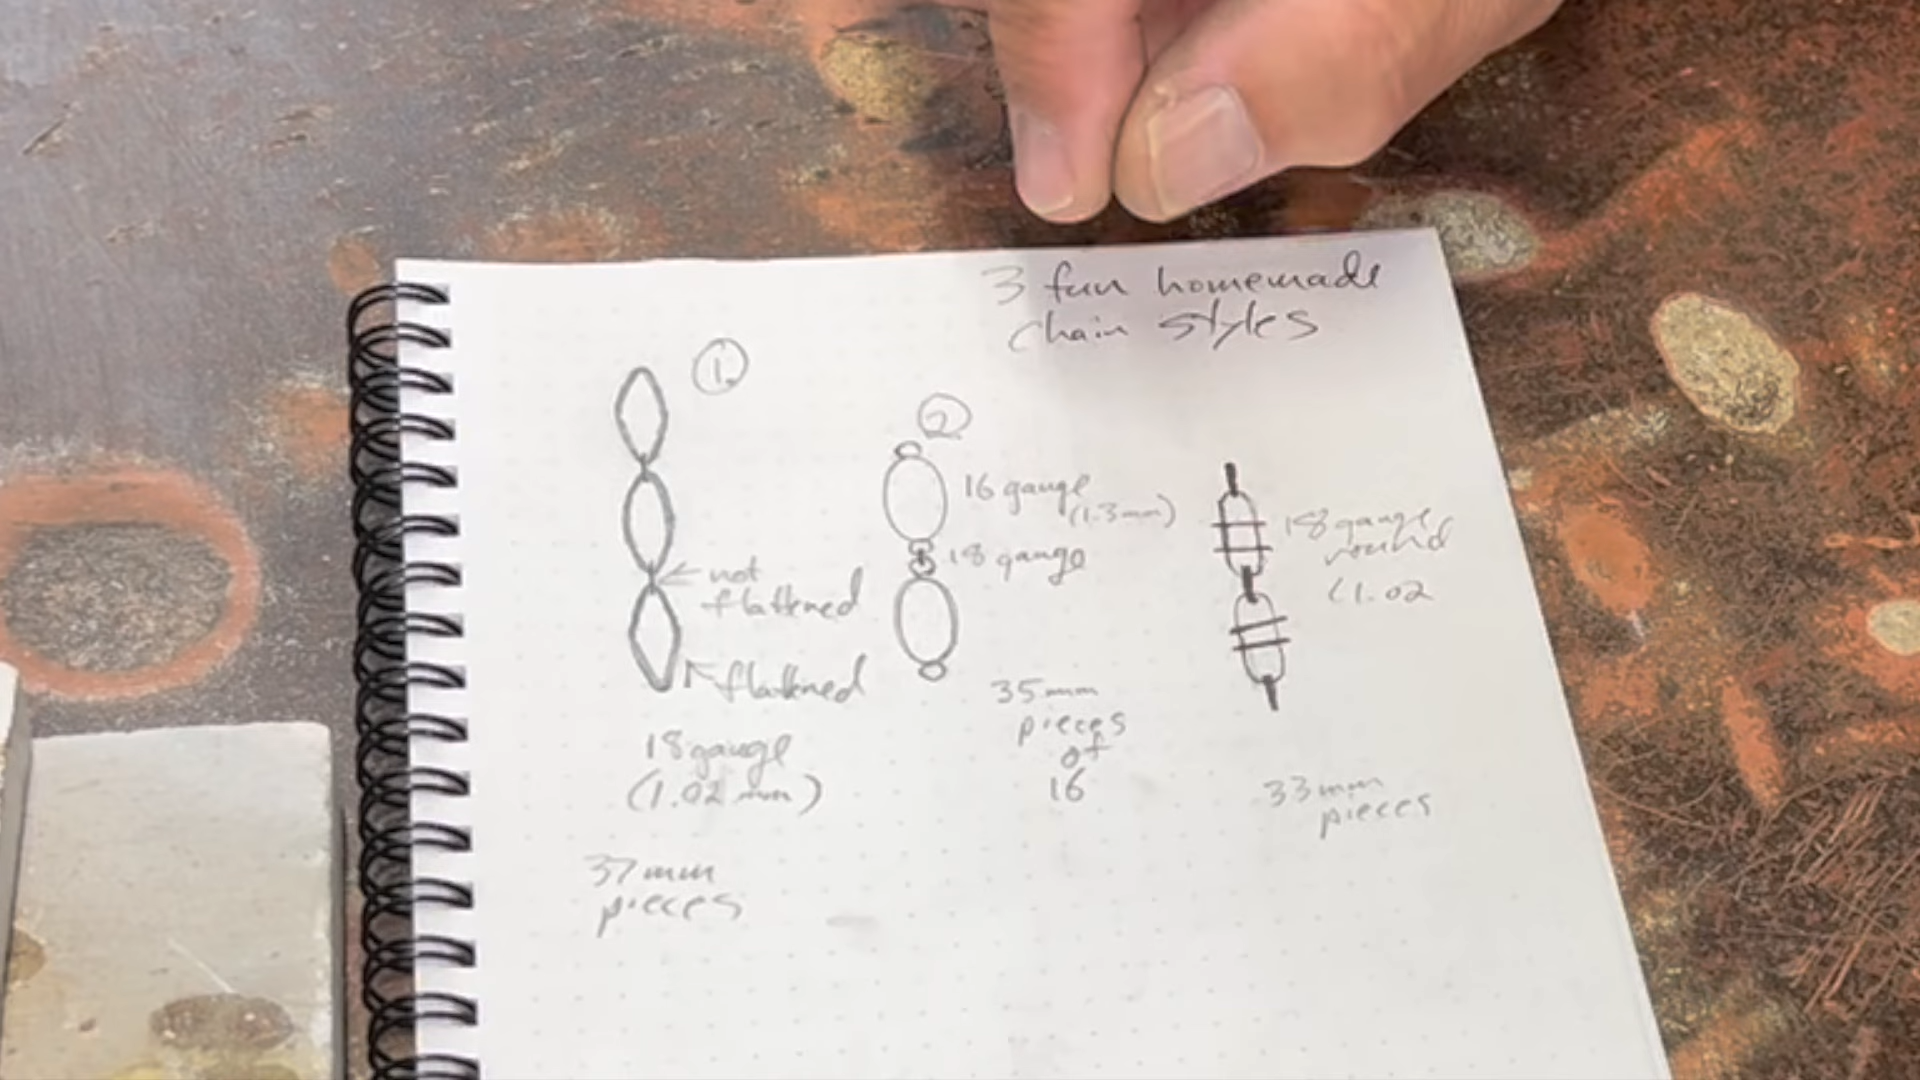 3 fun homemade
chain styles
1.
← not
flattened
flattened
18 gauge
(1.02 mm)
37mm
pieces
2
16 gauge
(1.3mm)
18 gauge
35mm
pieces
of
16
18 gauge
round
(1.02
33mm
pieces